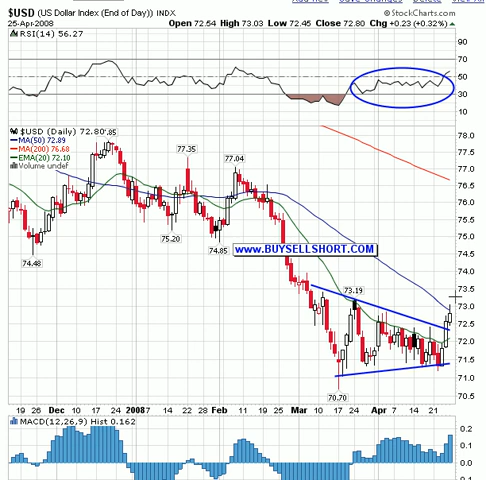 $USD (US Dollar Index (End of Day)) INDX
© StockCharts.com
25-Apr-2008
Open 72.54 High 73.03 Low 72.45 Close 72.80 Chg +0.23 (+0.32%)
RSI(14) 56.27
90
70
50
30
10
$USD (Daily) 72.80
MA(50) 72.89
MA(200) 76.68
EMA(20) 72.10
Volume undef
77.35
77.04
75.20
74.85
74.48
73.19
70.70
www.BUYSELLSHORT.com
78.0
77.5
77.0
76.5
76.0
75.5
75.0
74.5
74.0
73.5
73.0
72.5
72.0
71.5
71.0
70.5
19 26 Dec 10 17 24 2008 7 14 22 Feb 11 19 25 Mar 10 17 24 Apr 7 14 21
MACD(12,26,9) Hist 0.162
0.2
0.1
0.0